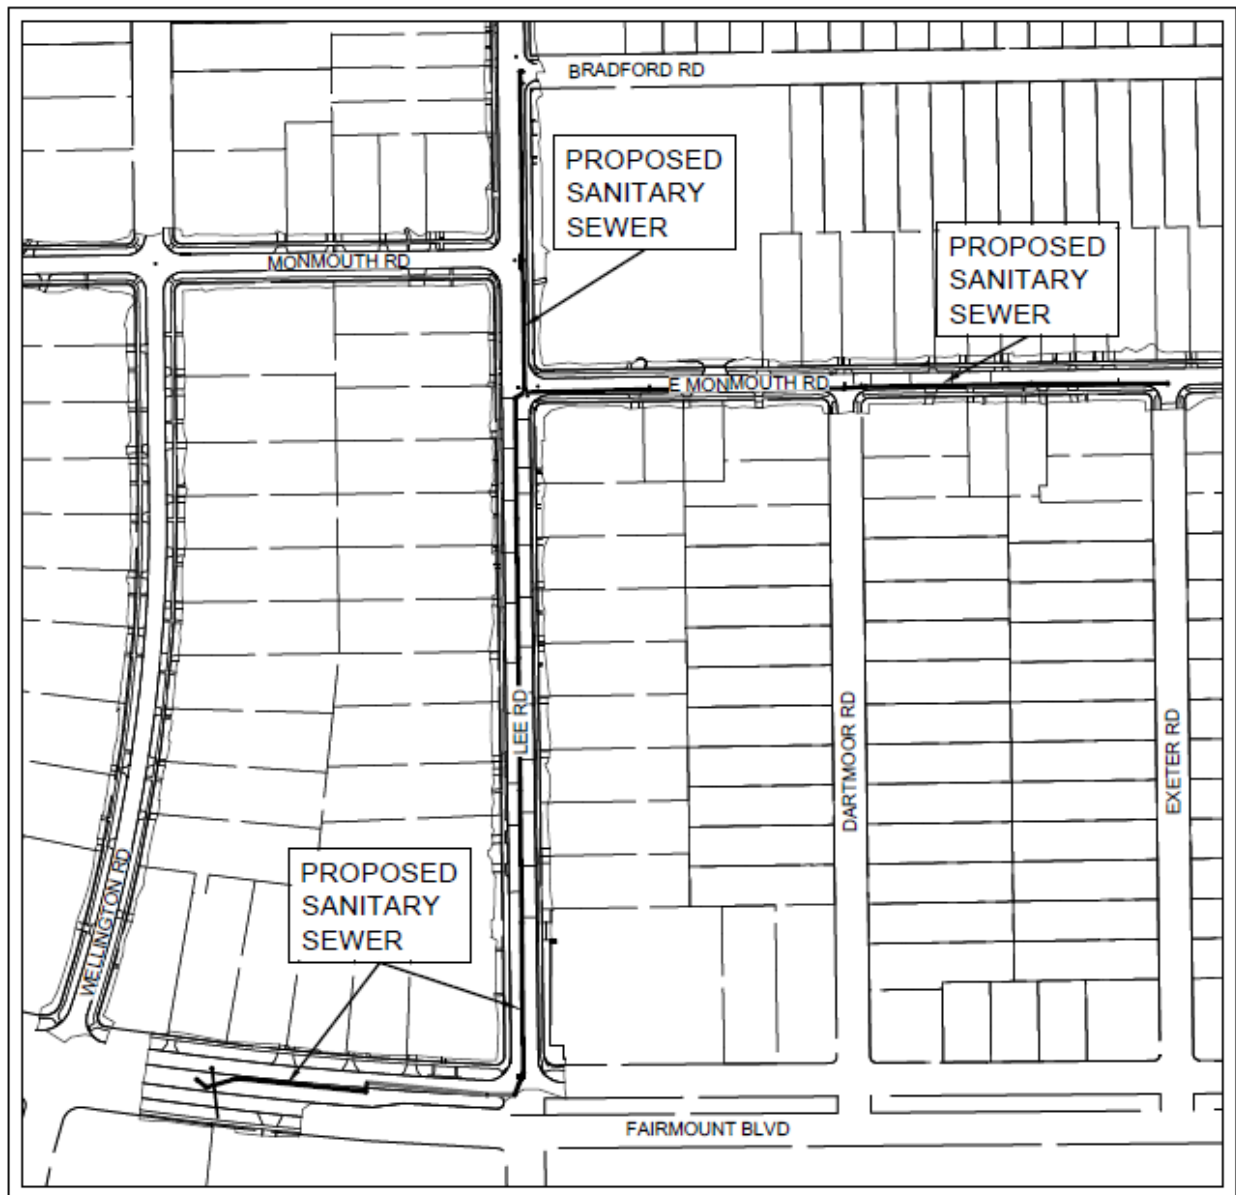 BRADFORD RD
PROPOSED
SANITARY
SEWER
PROPOSED
SANITARY
SEWER
MONMOUTH RD
E MONMOUTH RD
LEE RD
DARTMOOR RD
EXETER RD
WELLINGTON RD
PROPOSED
SANITARY
SEWER
FAIRMOUNT BLVD